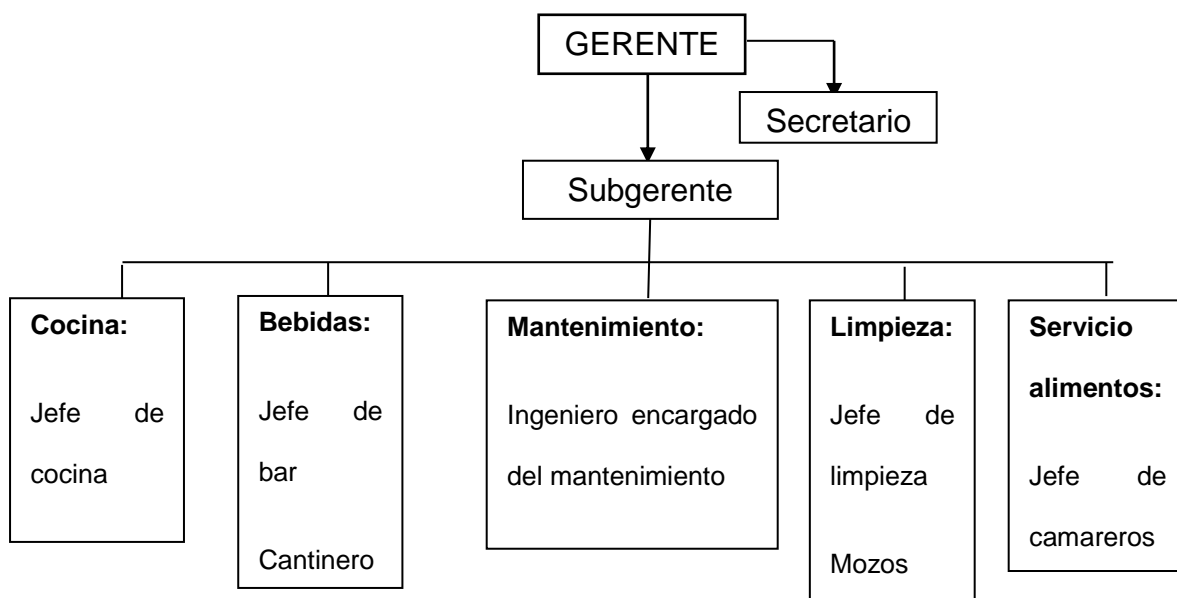 GERENTE
Secretario
Subgerente
Cocina:
Jefe de
cocina
Bebidas:
Jefe de
bar
Cantinero
Mantenimiento:
Ingeniero encargado
del mantenimiento
Limpieza:
Jefe de
limpieza
Mozos
Servicio
alimentos:
Jefe de
camareros